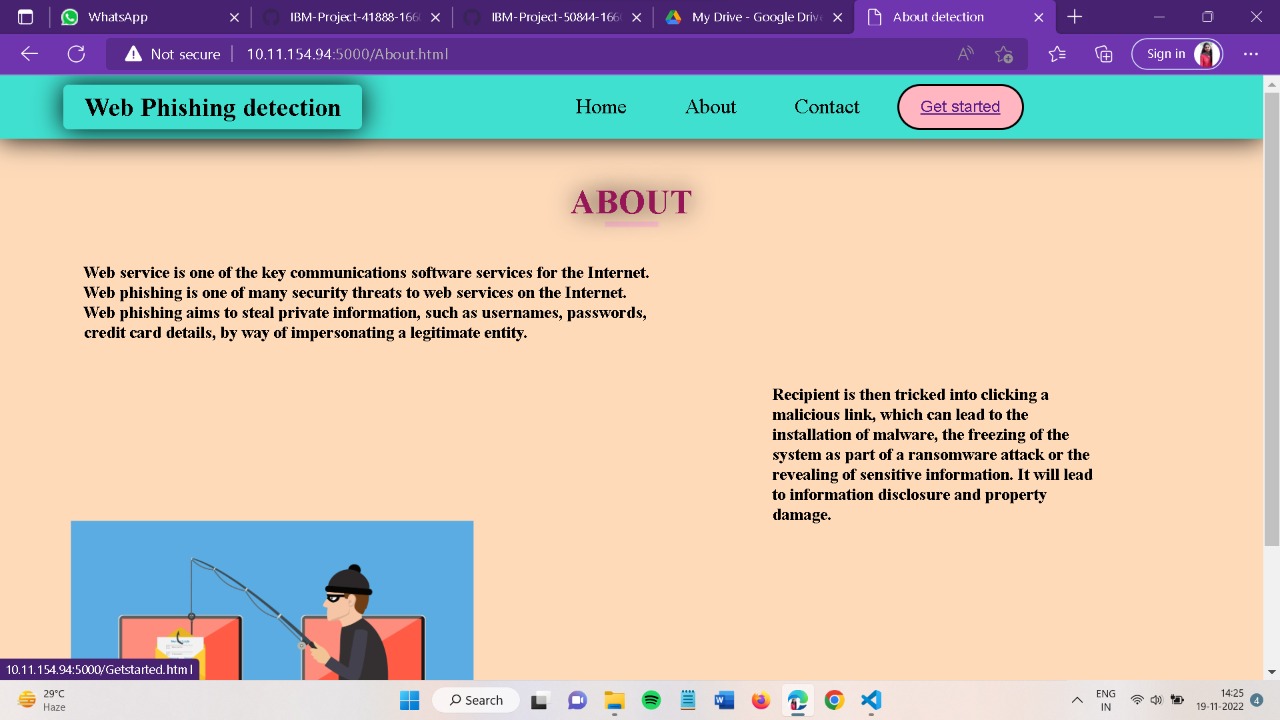 WhatsApp
IBM-Project-41888-166
IBM-Project-50844-166
My Drive - Google Driv
About detection
Not secure
10.11.154.94:5000/About.html
Sign in
Web Phishing detection
Home
About
Contact
Get started
ABOUT
Web service is one of the key communications software services for the Internet.
Web phishing is one of many security threats to web services on the Internet.
Web phishing aims to steal private information, such as usernames, passwords,
credit card details, by way of impersonating a legitimate entity.
Recipient is then tricked into clicking a
malicious link, which can lead to the
installation of malware, the freezing of the
system as part of a ransomware attack or the
revealing of sensitive information. It will lead
to information disclosure and property
damage.
10.11.154.94:5000/Getstarted.html
29°C
Haze
Search
ENG
IN
14:25
19-11-2022
4